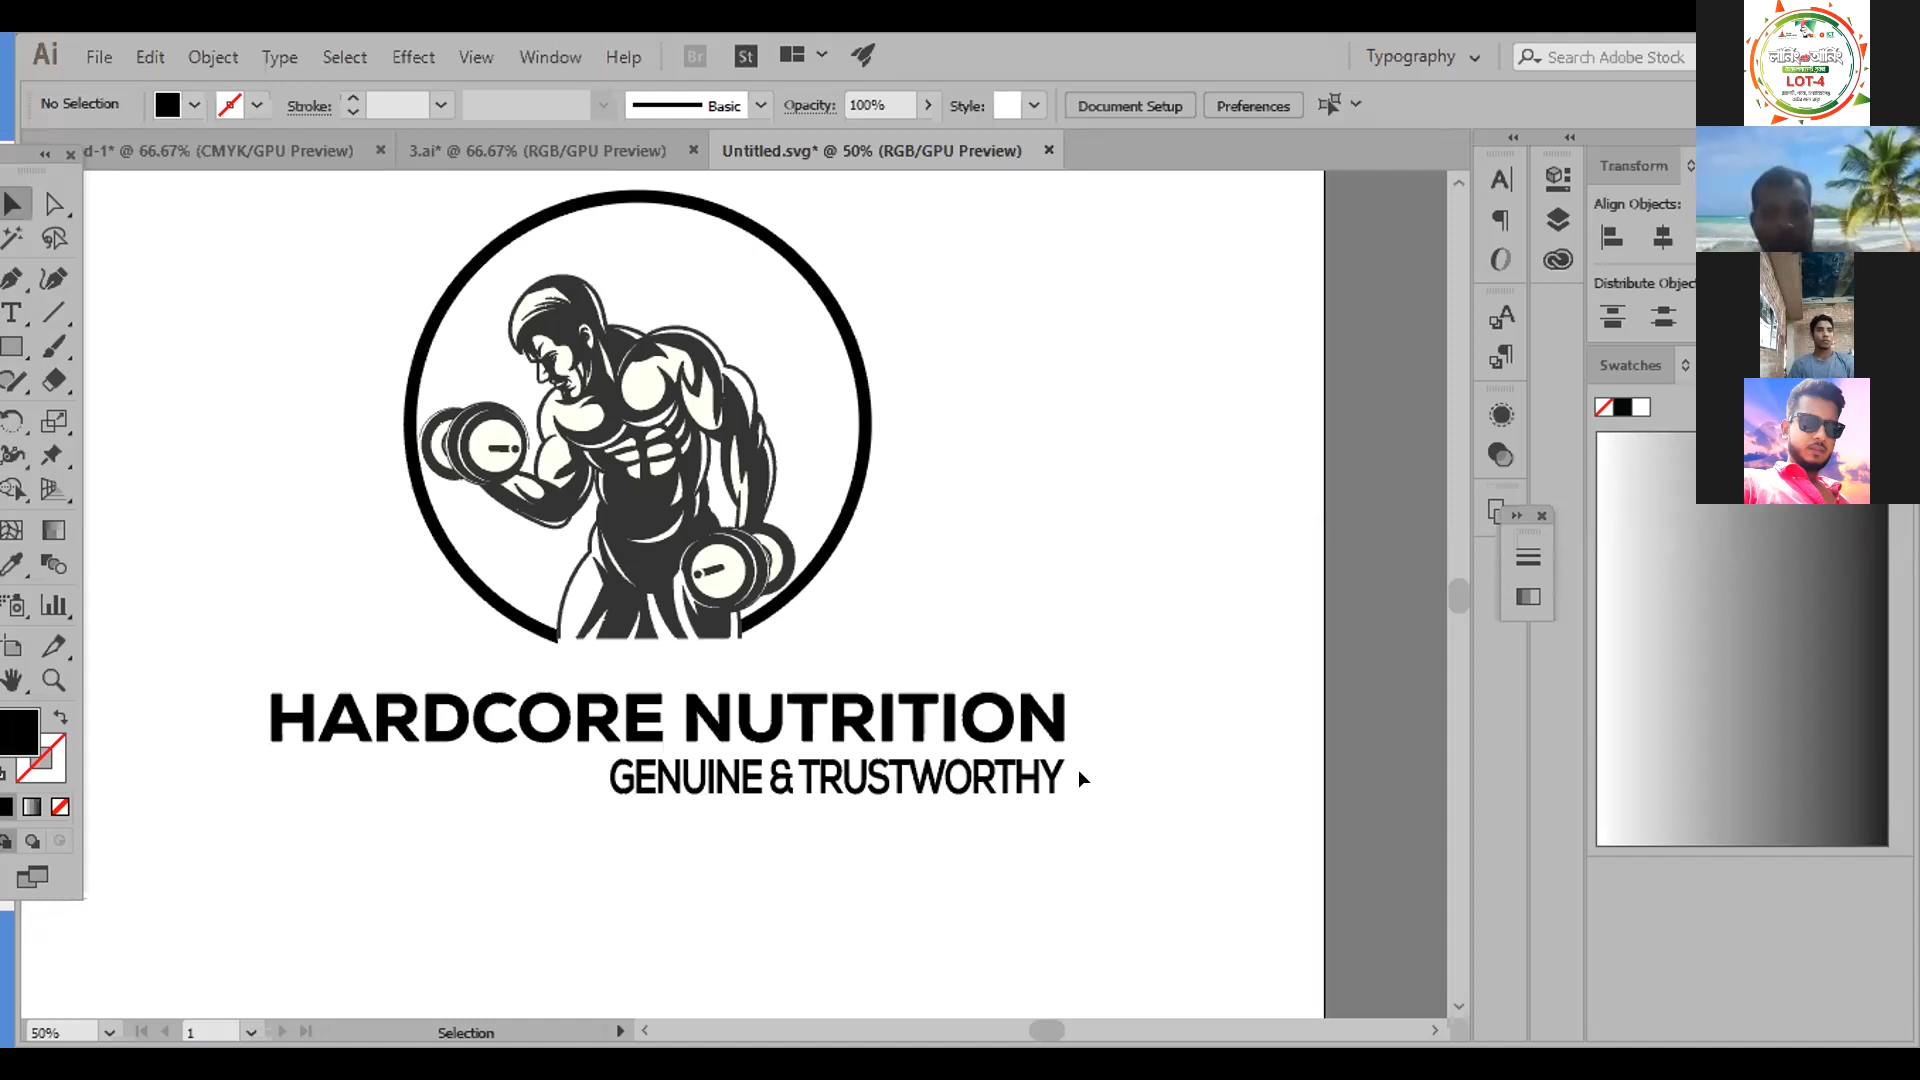 Ai File Edit Object Type Select Effect View Window Help Br St Typography Search Adobe Stock
No Selection Stroke: Basic Opacity: 100% Style: Document Setup Preferences
d-1* @ 66.67% (CMYK/GPU Preview) 3.ai* @ 66.67% (RGB/GPU Preview) Untitled.svg* @ 50% (RGB/GPU Preview)
Transform
Align Objects:
Distribute Objec
Swatches
লার্নিং আর্নিং
LOT-4
HARDCORE NUTRITION
GENUINE & TRUSTWORTHY
50% 1 Selection